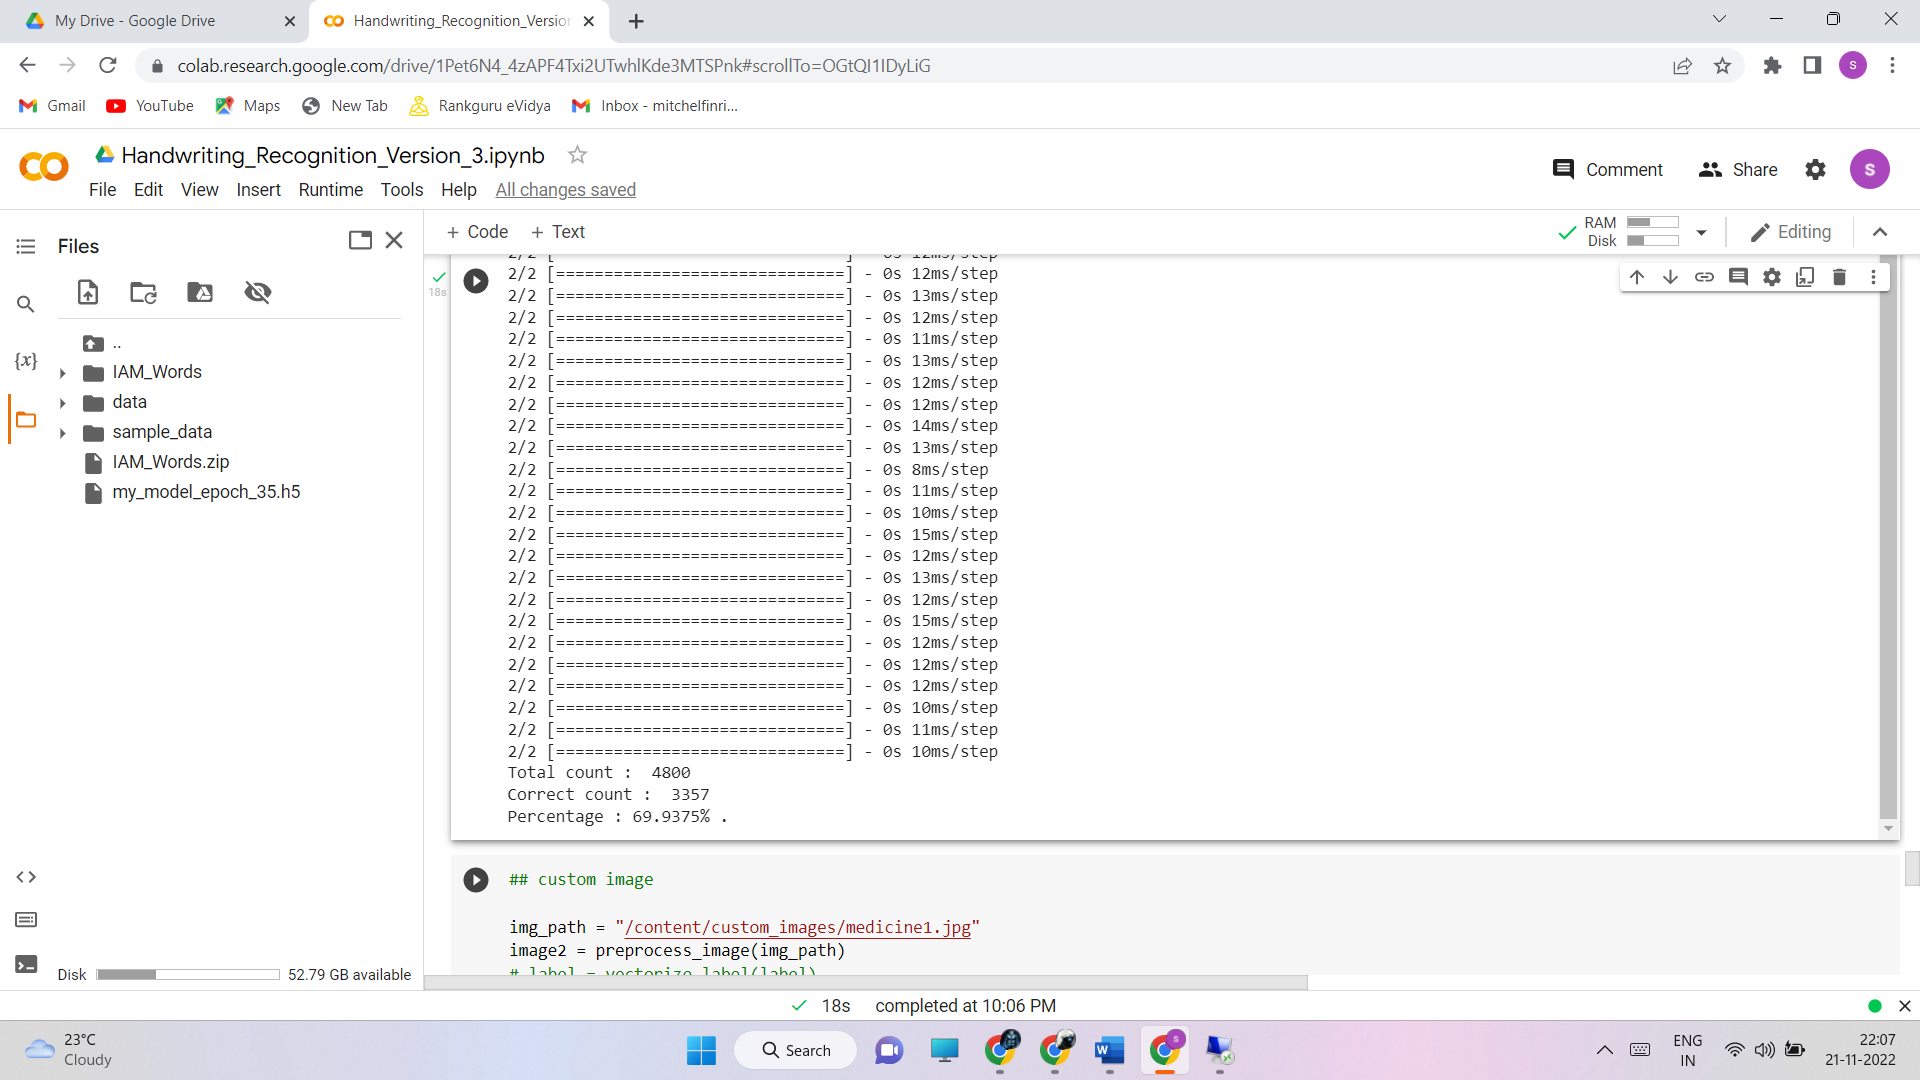 My Drive - Google Drive
Handwriting_Recognition_Version
colab.research.google.com/drive/1Pet6N4_4zAPF4Txi2UTwhlKde3MTSPnk#scrollTo=OGtQI1IDyLiG
S
Gmail
YouTube
Maps
New Tab
Rankguru eVidya
Inbox - mitchelfinri...
Handwriting_Recognition_Version_3.ipynb
File Edit View Insert Runtime Tools Help All changes saved
Comment
Share
S
Files
+ Code + Text
RAM
Disk
Editing
{x}
..
IAM_Words
data
sample_data
IAM_Words.zip
my_model_epoch_35.h5
Disk
52.79 GB available
18s
2/2 [==============================] - 0s 12ms/step
2/2 [==============================] - 0s 12ms/step
2/2 [==============================] - 0s 13ms/step
2/2 [==============================] - 0s 12ms/step
2/2 [==============================] - 0s 11ms/step
2/2 [==============================] - 0s 13ms/step
2/2 [==============================] - 0s 12ms/step
2/2 [==============================] - 0s 12ms/step
2/2 [==============================] - 0s 14ms/step
2/2 [==============================] - 0s 13ms/step
2/2 [==============================] - 0s 8ms/step
2/2 [==============================] - 0s 11ms/step
2/2 [==============================] - 0s 10ms/step
2/2 [==============================] - 0s 15ms/step
2/2 [==============================] - 0s 12ms/step
2/2 [==============================] - 0s 13ms/step
2/2 [==============================] - 0s 12ms/step
2/2 [==============================] - 0s 15ms/step
2/2 [==============================] - 0s 12ms/step
2/2 [==============================] - 0s 12ms/step
2/2 [==============================] - 0s 12ms/step
2/2 [==============================] - 0s 10ms/step
2/2 [==============================] - 0s 11ms/step
2/2 [==============================] - 0s 10ms/step
Total count :  4800
Correct count :  3357
Percentage : 69.9375% .
## custom image
img_path = "/content/custom_images/medicine1.jpg"
image2 = preprocess_image(img_path)
# label = vectorize_label(label)
18s completed at 10:06 PM
23°C
Cloudy
Search
W
S
ENG
IN
22:07
21-11-2022